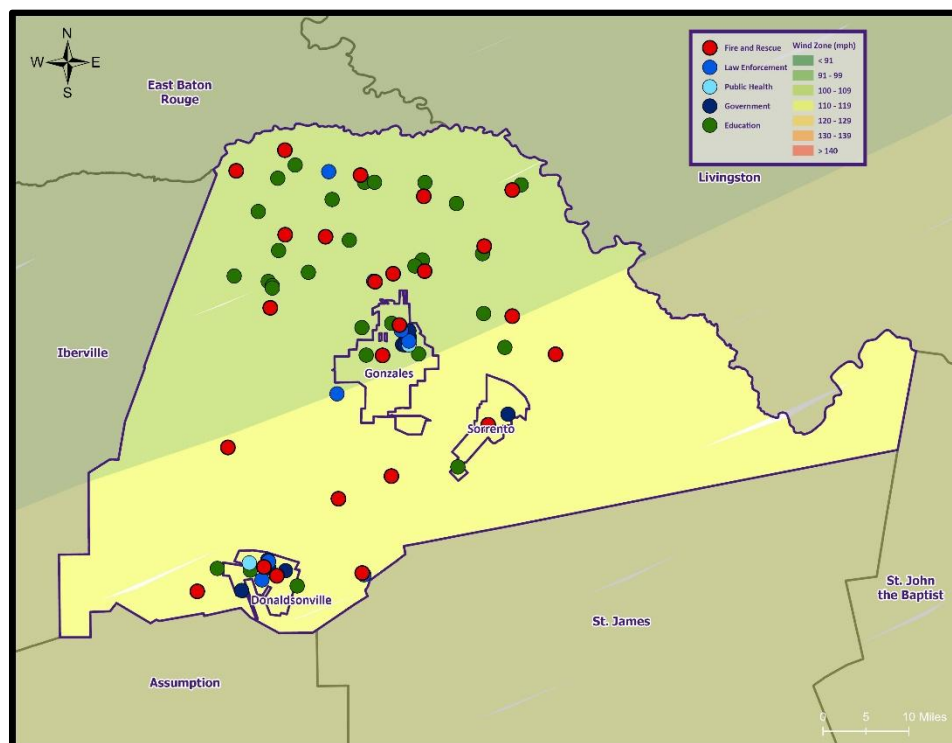 N
W E
S
East Baton
Rouge
Fire and Rescue
Law Enforcement
Public Health
Government
Education
Wind Zone (mph)
< 91
91 - 99
100 - 109
110 - 119
120 - 129
130 - 139
> 140
Livingston
Iberville
Gonzales
Sorrento
Donaldsonville
St. James
St. John
the Baptist
Assumption
0 5 10 Miles